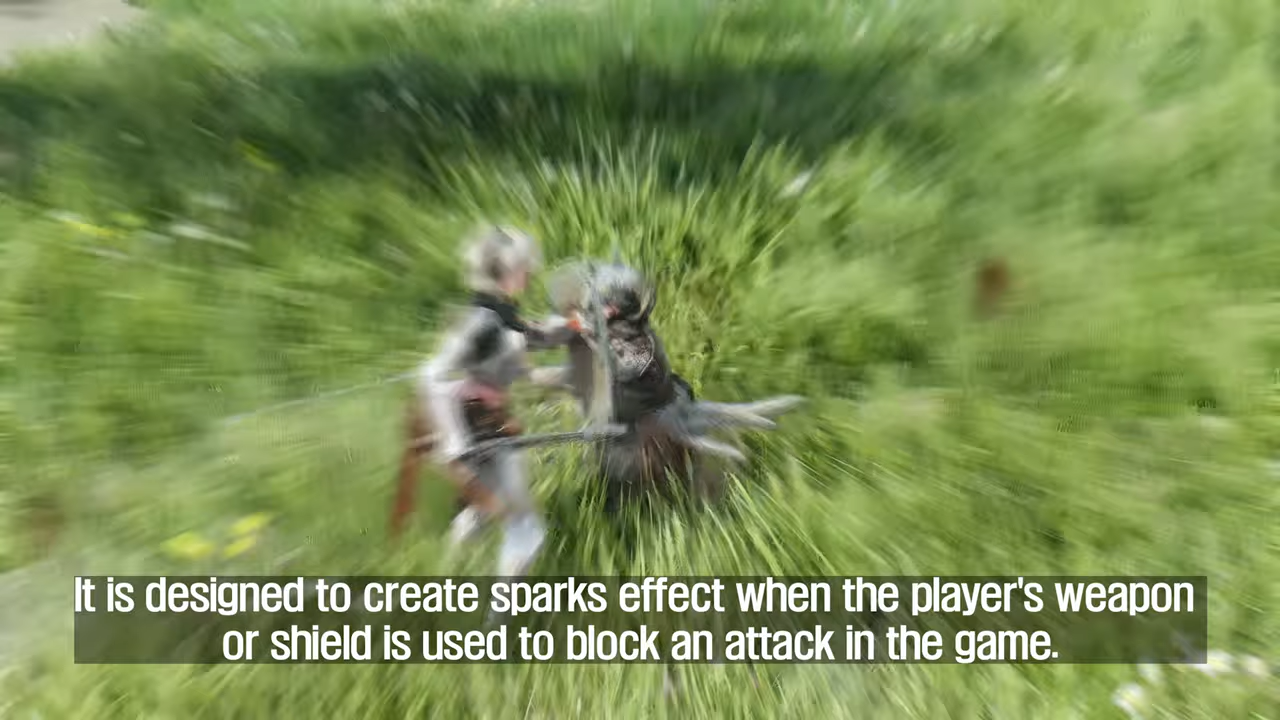 It is designed to create sparks effect when the player's weapon
or shield is used to block an attack in the game.